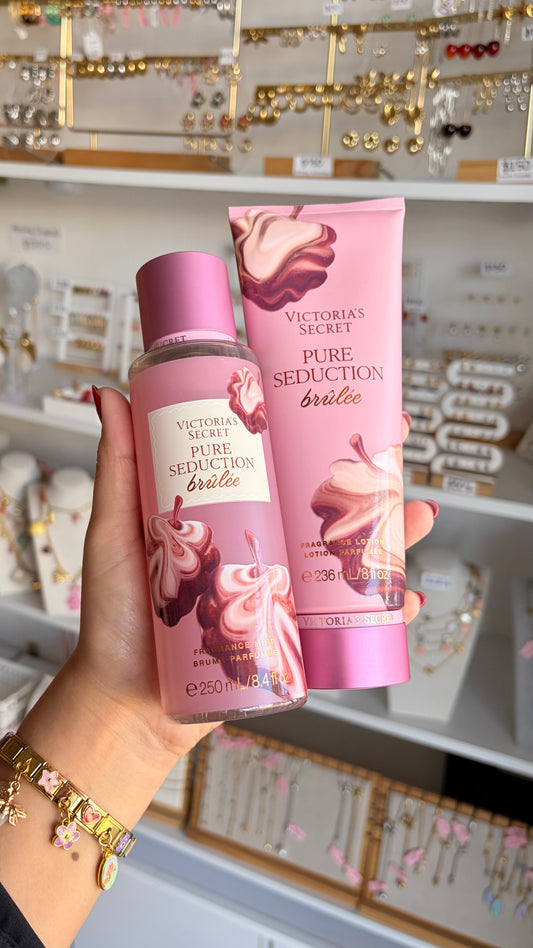 VICTORIA'S
SECRET
PURE
SEDUCTION
brûlée
FRAGRANCE LOTION
LOTION PARFUMÉE
e 236 mL/8 fl oz
VICTORIA'S SECRET
VICTORIA'S
SECRET
PURE
SEDUCTION
brûlée
FRAGRANCE MIST
BRUME PARFUMÉE
e 250 mL/8.4 fl oz